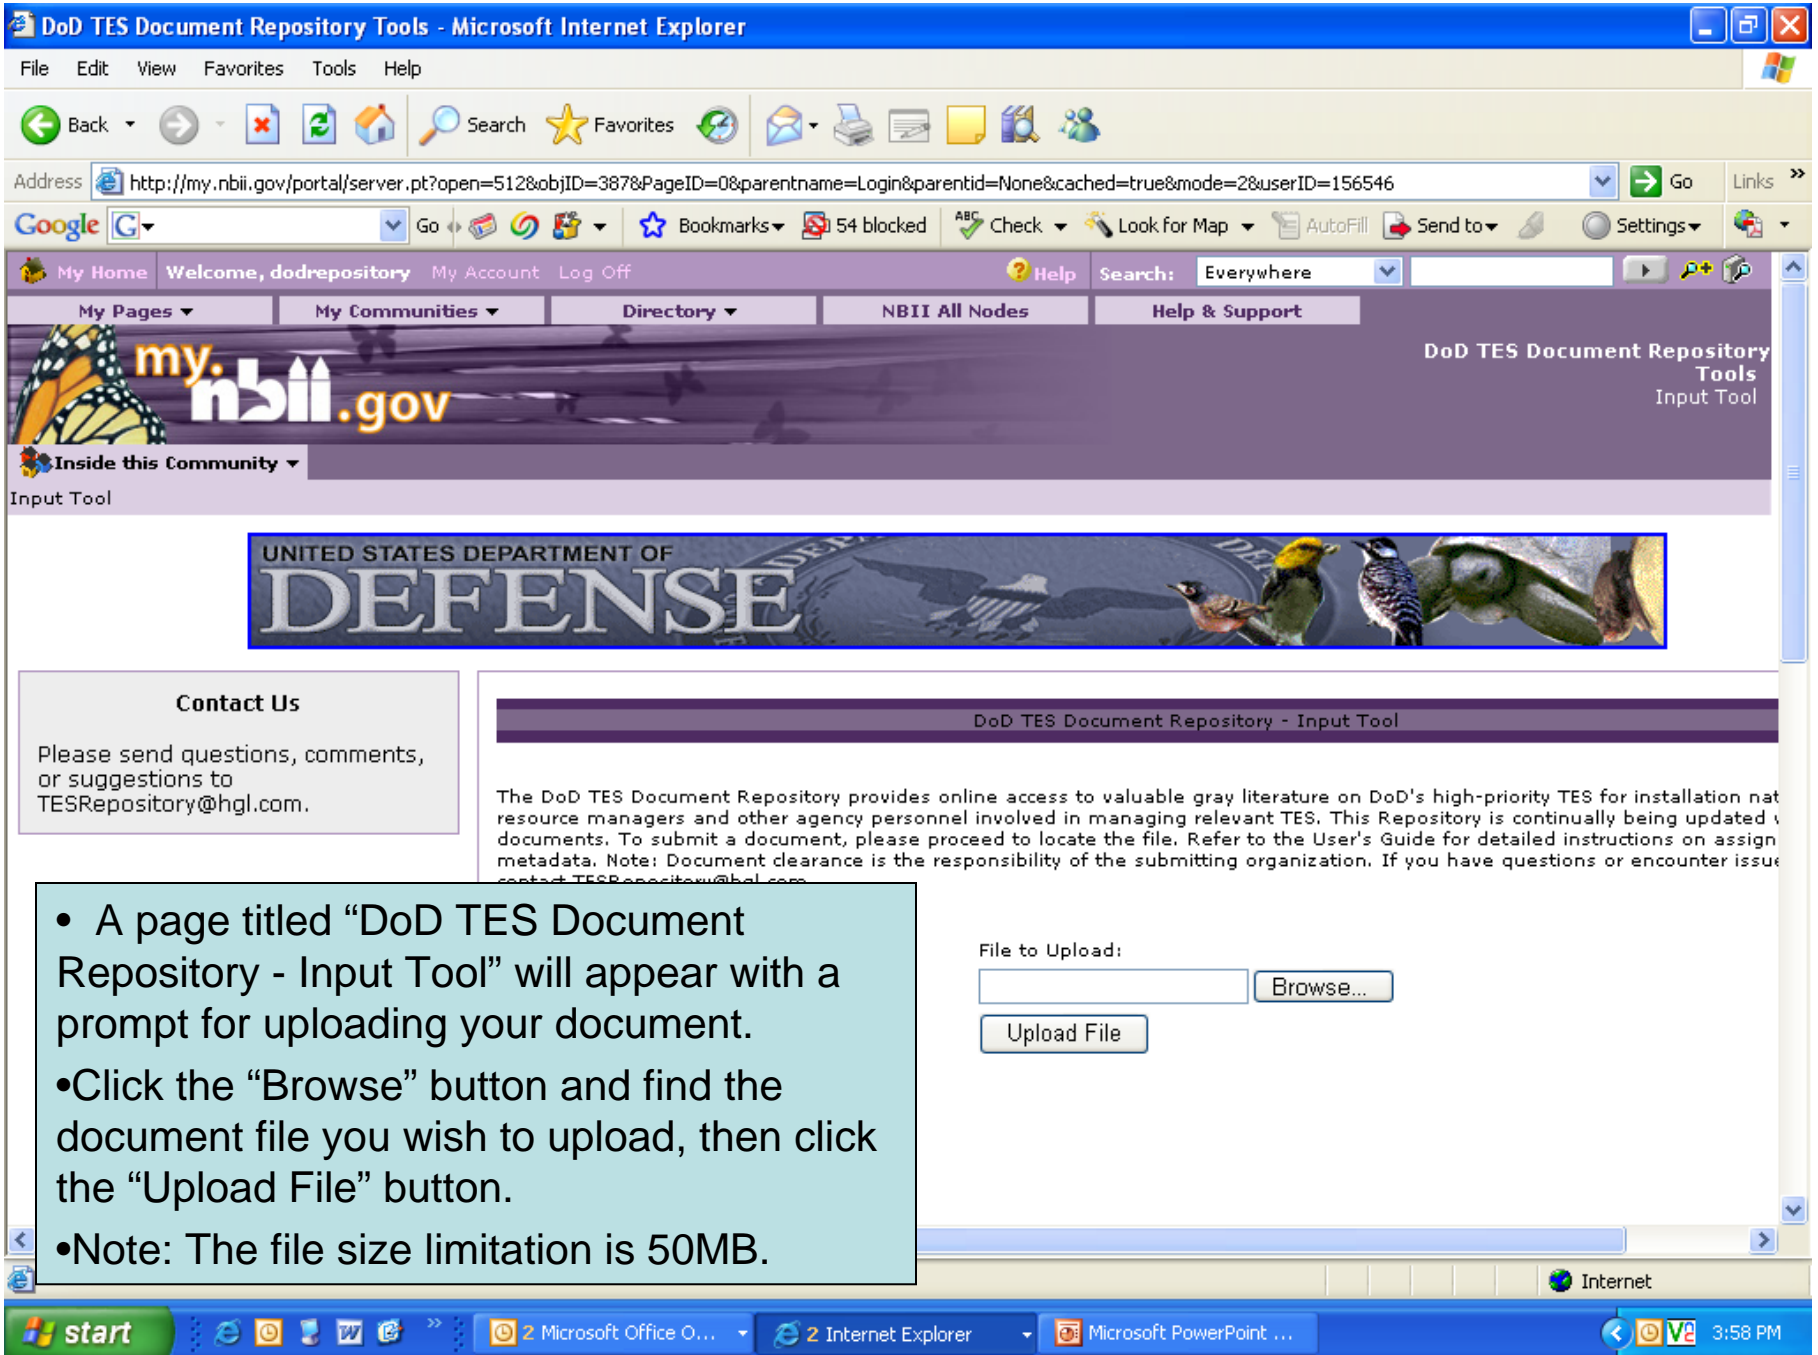 DoD TES Document Repository Tools - Microsoft Internet Explorer
File Edit View Favorites Tools Help
Back Search Favorites
Address http://my.nbii.gov/portal/server.pt?open=512&objID=387&PageID=0&parentname=Login&parentid=None&cached=true&mode=2&userID=156546 Go Links »
Google G Go Bookmarks 54 blocked ABC Check Look for Map AutoFill Send to Settings
My Home Welcome, dodrepository My Account Log Off ? Help Search: Everywhere
My Pages My Communities Directory NBII All Nodes Help & Support
my.nbii.gov
DoD TES Document Repository
Tools
Input Tool
Inside this Community
Input Tool
UNITED STATES DEPARTMENT OF
DEFENSE
Contact Us
Please send questions, comments,
or suggestions to
TESRepository@hgl.com.
DoD TES Document Repository - Input Tool
The DoD TES Document Repository provides online access to valuable gray literature on DoD's high-priority TES for installation nat
resource managers and other agency personnel involved in managing relevant TES. This Repository is continually being updated
documents. To submit a document, please proceed to locate the file. Refer to the User's Guide for detailed instructions on assign
metadata. Note: Document clearance is the responsibility of the submitting organization. If you have questions or encounter issue
contact TESRepository@hgl.com
File to Upload:
Browse...
Upload File
• A page titled “DoD TES Document
Repository - Input Tool” will appear with a
prompt for uploading your document.
•Click the “Browse” button and find the
document file you wish to upload, then click
the “Upload File” button.
•Note: The file size limitation is 50MB.
Internet
start » 2 Microsoft Office O... 2 Internet Explorer Microsoft PowerPoint ... 3:58 PM